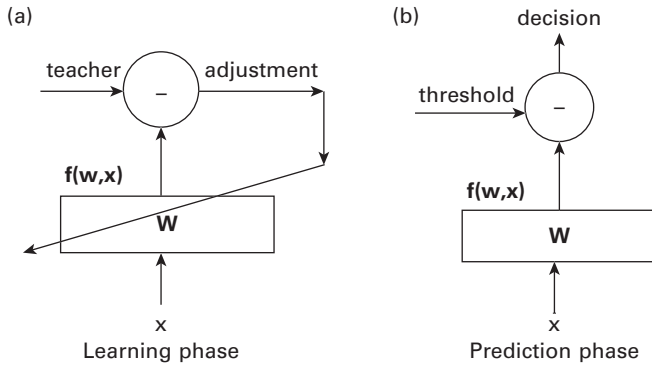 (a)
teacher
adjustment
–
f(w,x)
W
x
Learning phase
(b)
decision
threshold
–
f(w,x)
W
x
Prediction phase